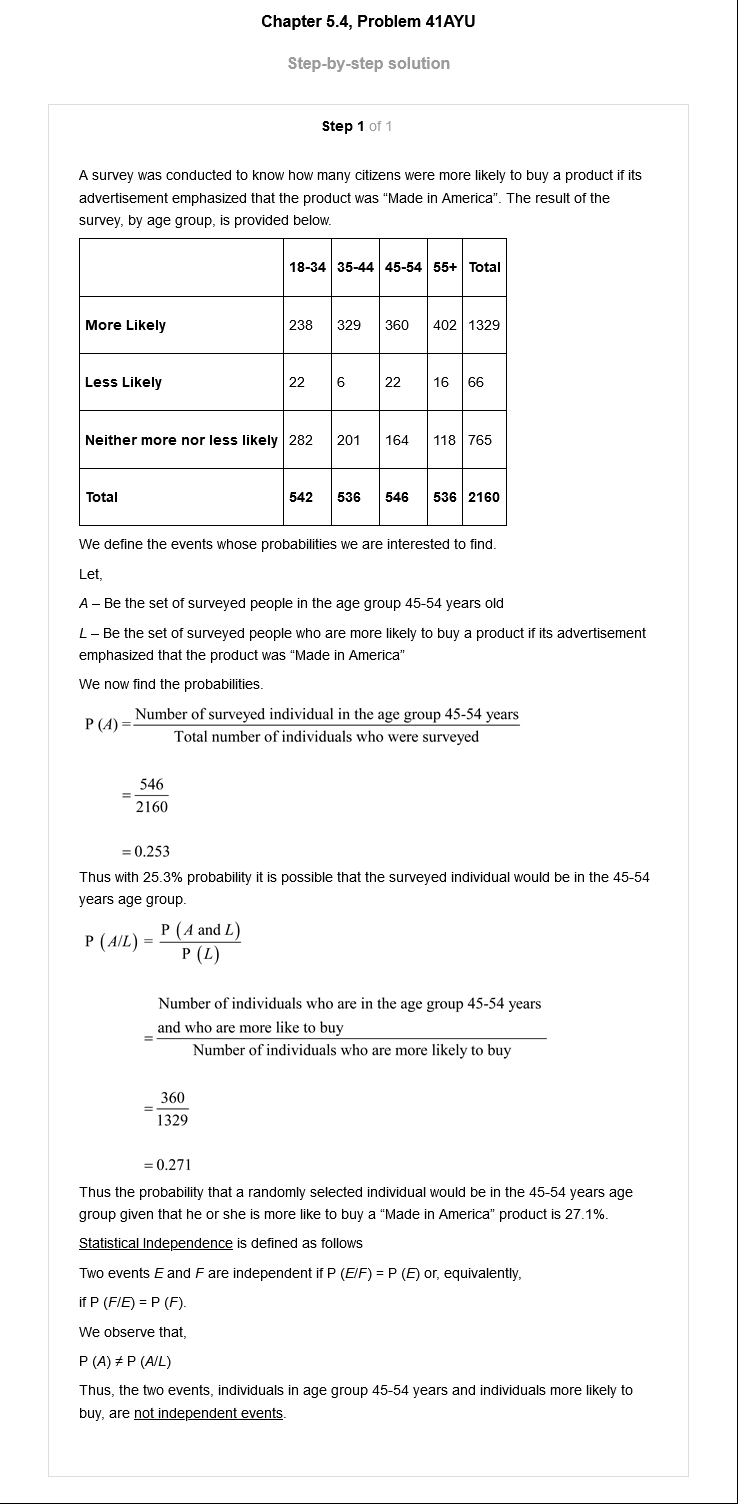 Chapter 5.4, Problem 41AYU
Step-by-step solution
Step 1 of 1
A survey was conducted to know how many citizens were more likely to buy a product if its
advertisement emphasized that the product was “Made in America”. The result of the
survey, by age group, is provided below.
18-34 35-44 45-54 55+ Total
More Likely 238 329 360 402 1329
Less Likely 22 6 22 16 66
Neither more nor less likely 282 201 164 118 765
Total 542 536 546 536 2160
We define the events whose probabilities we are interested to find.
Let,
A – Be the set of surveyed people in the age group 45-54 years old
L – Be the set of surveyed people who are more likely to buy a product if its advertisement
emphasized that the product was “Made in America”
We now find the probabilities.
P (A) = Number of surveyed individual in the age group 45-54 years
Total number of individuals who were surveyed
= 546
2160
= 0.253
Thus with 25.3% probability it is possible that the surveyed individual would be in the 45-54
years age group.
P (A/L) = P (A and L)
P (L)
Number of individuals who are in the age group 45-54 years
= and who are more like to buy
Number of individuals who are more likely to buy
= 360
1329
= 0.271
Thus the probability that a randomly selected individual would be in the 45-54 years age
group given that he or she is more like to buy a “Made in America” product is 27.1%.
Statistical Independence is defined as follows
Two events E and F are independent if P (E/F) = P (E) or, equivalently,
if P (F/E) = P (F).
We observe that,
P (A) ≠ P (A/L)
Thus, the two events, individuals in age group 45-54 years and individuals more likely to
buy, are not independent events.